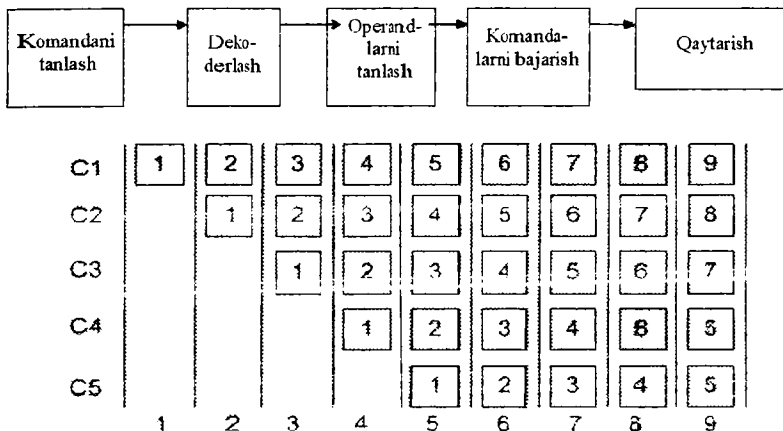 Komandani
tanlash
Deko-
derlash
Operand-
larni
tanlash
Komanda-
larni bajarish
Qaytarish
C1 1 2 3 4 5 6 7 8 9
C2 1 2 3 4 5 6 7 8
C3 1 2 3 4 5 6 7
C4 1 2 3 4 8 5
C5 1 2 3 4 5
1 2 3 4 5 6 7 8 9